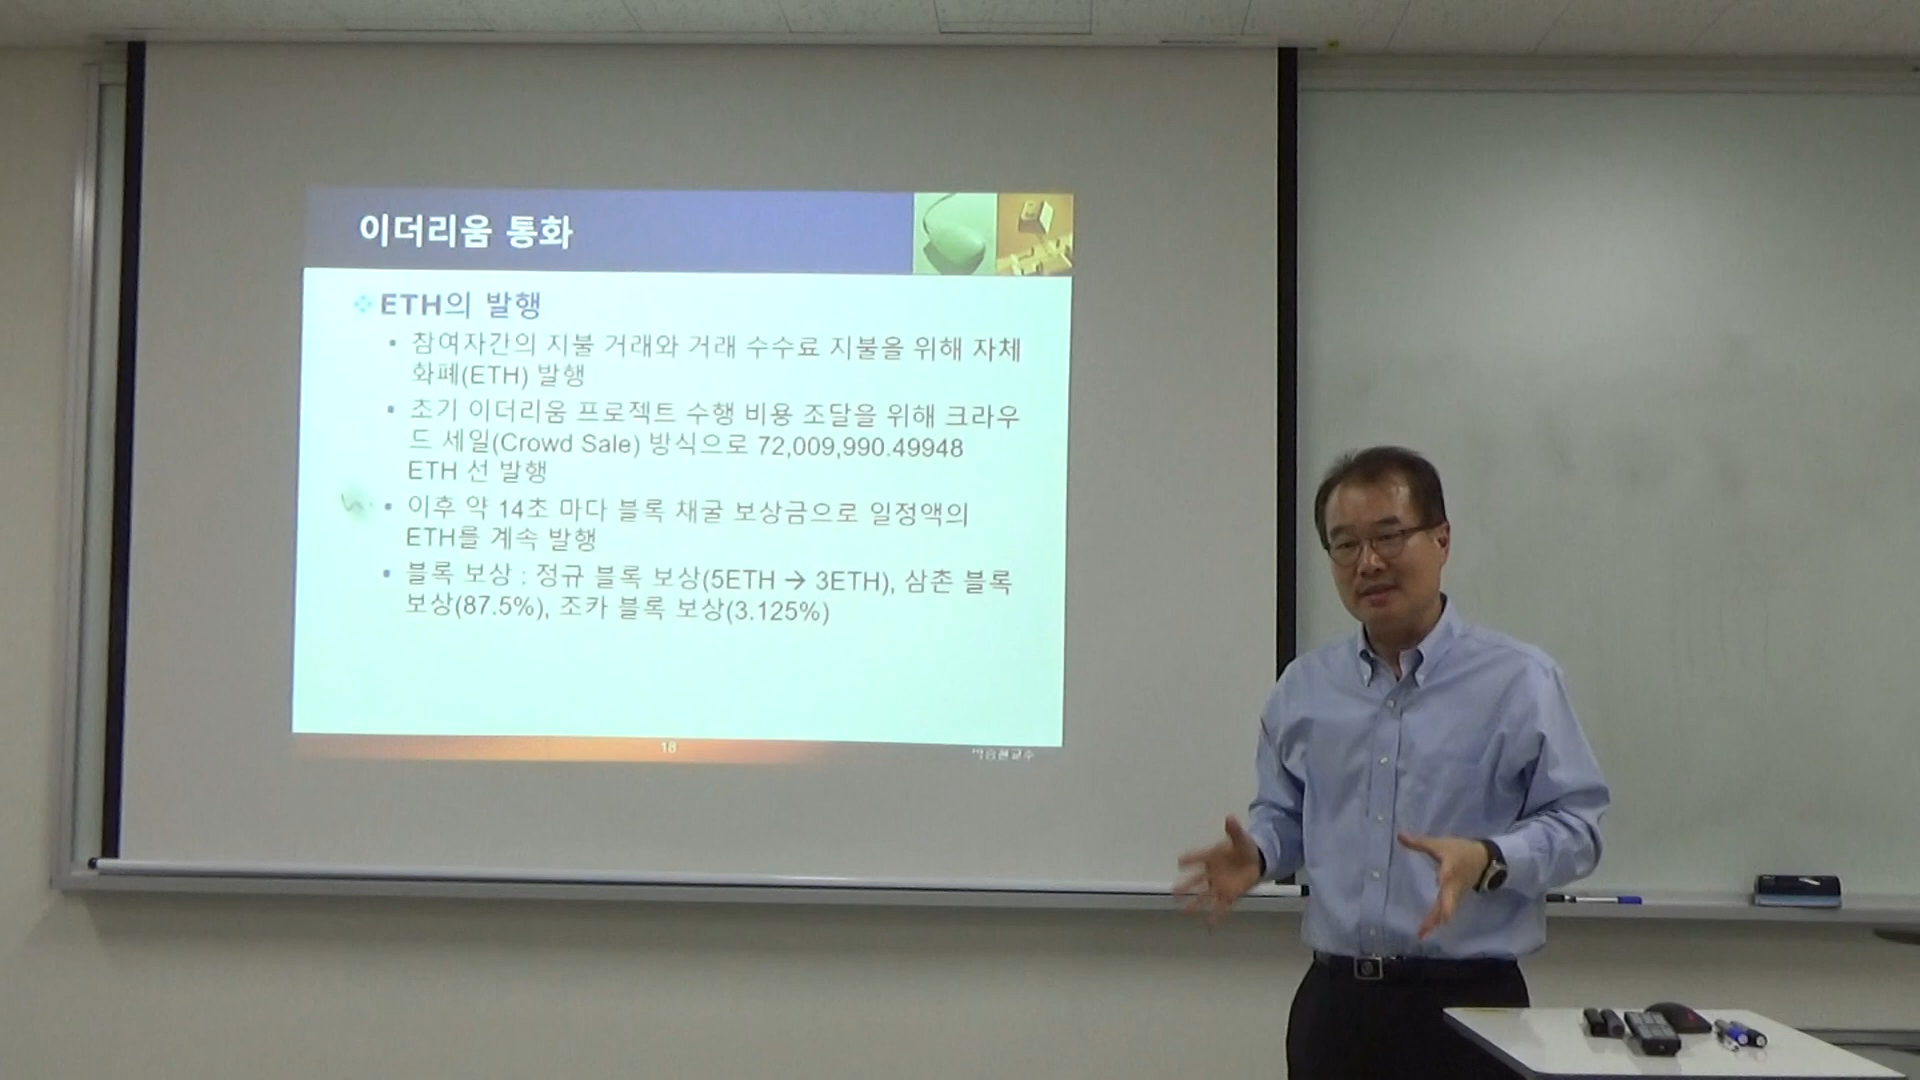 이더리움 통화
ETH의 발행
참여자간의 지불 거래와 거래 수수료 지불을 위해 자체
화폐(ETH) 발행
초기 이더리움 프로젝트 수행 비용 조달을 위해 크라우
드 세일(Crowd Sale) 방식으로 72,009,990.49948
ETH 선 발행
이후 약 14초 마다 블록 채굴 보상금으로 일정액의
ETH를 계속 발행
블록 보상 : 정규 블록 보상(5ETH → 3ETH), 삼촌 블록
보상(87.5%), 조카 블록 보상(3.125%)
18